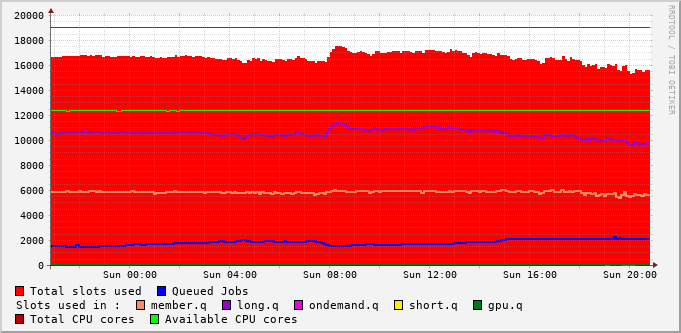 RRDTOOL / TOBI OETIKER
20000
18000
16000
14000
12000
10000
8000
6000
4000
2000
0
Sun 00:00 Sun 04:00 Sun 08:00 Sun 12:00 Sun 16:00 Sun 20:00
Total slots used Queued Jobs
Slots used in : member.q long.q ondemand.q short.q gpu.q
Total CPU cores Available CPU cores